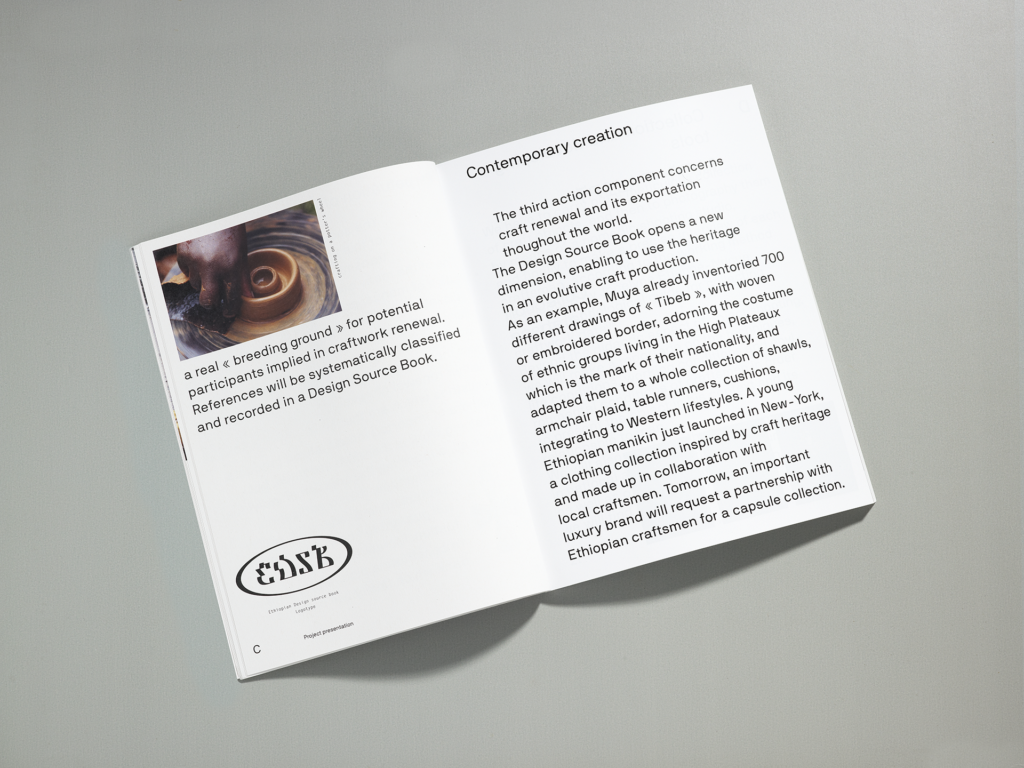 a real « breeding ground » for potential
participants implied in craftwork renewal.
References will be systematically classified
and recorded in a Design Source Book.
EDSB
Ethiopian Design source book
Logotype
C
Project presentation
Contemporary creation
The third action component concerns
craft renewal and its exportation
thoughout the world.
The Design Source Book opens a new
dimension, enabling to use the heritage
in an evolutive craft production.
As an example, Muya already inventoried 700
different drawings of « Tibeb », with woven
or embroidered border, adorning the costume
of ethnic groups living in the High Plateaux
which is the mark of their nationality, and
adapted them to a whole collection of shawls,
armchair plaid, table runners, cushions,
integrating to Western lifestyles. A young
Ethiopian manikin just launched in New-York,
a clothing collection inspired by craft heritage
and made up in collaboration with
local craftsmen. Tomorrow, an important
luxury brand will request a partnership with
Ethiopian craftsmen for a capsule collection.